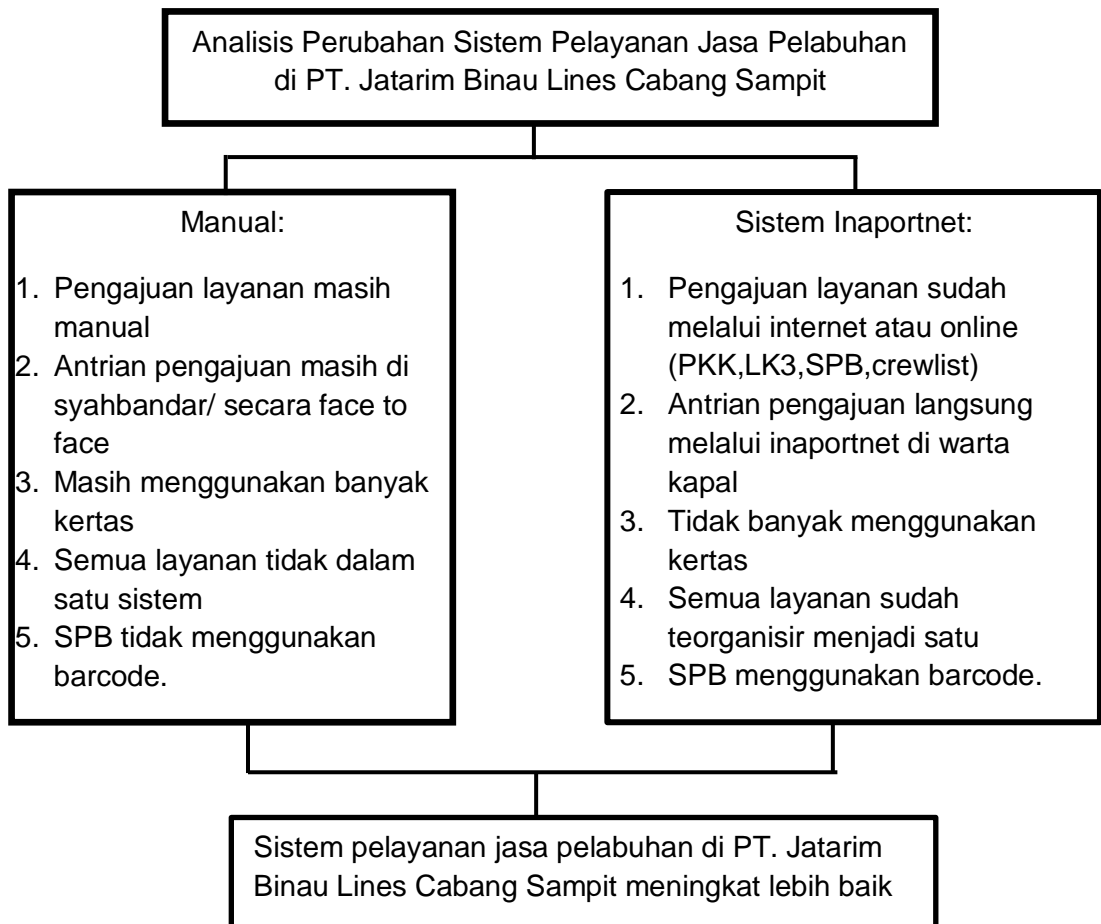 Analisis Perubahan Sistem Pelayanan Jasa Pelabuhan
di PT. Jatarim Binau Lines Cabang Sampit
Manual:
1. Pengajuan layanan masih
manual
2. Antrian pengajuan masih di
syahbandar/ secara face to
face
3. Masih menggunakan banyak
kertas
4. Semua layanan tidak dalam
satu sistem
5. SPB tidak menggunakan
barcode.
Sistem Inaportnet:
1. Pengajuan layanan sudah
melalui internet atau online
(PKK,LK3,SPB,crewlist)
2. Antrian pengajuan langsung
melalui inaportnet di warta
kapal
3. Tidak banyak menggunakan
kertas
4. Semua layanan sudah
teorganisir menjadi satu
5. SPB menggunakan barcode.
Sistem pelayanan jasa pelabuhan di PT. Jatarim
Binau Lines Cabang Sampit meningkat lebih baik